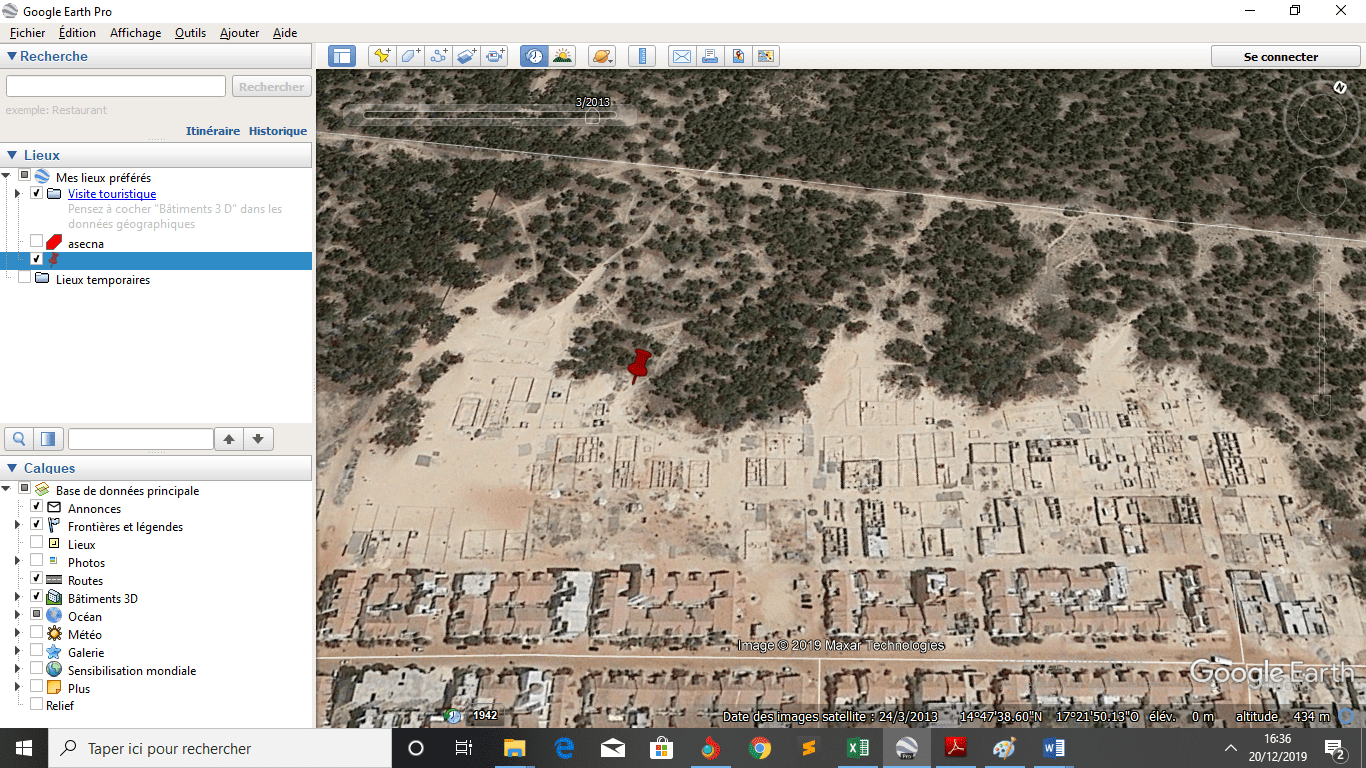 Google Earth Pro
Fichier Édition Affichage Outils Ajouter Aide
Recherche
Se connecter
Rechercher
exemple: Restaurant
Itinéraire Historique
Lieux
Mes lieux préférés
Visite touristique
Pensez à cocher "Bâtiments 3 D" dans les
données géographiques
asecna
Lieux temporaires
Calques
Base de données principale
Annonces
Frontières et légendes
Lieux
Photos
Routes
Bâtiments 3D
Océan
Météo
Galerie
Sensibilisation mondiale
Plus
Relief
3/2013
N
Image © 2019 Maxar Technologies
Google Earth
1942
Date des images satellite : 24/3/2013 14°47'38.60"N 17°21'50.13"O élév. 0 m altitude 434 m
Taper ici pour rechercher
Pro
16:36
20/12/2019
2